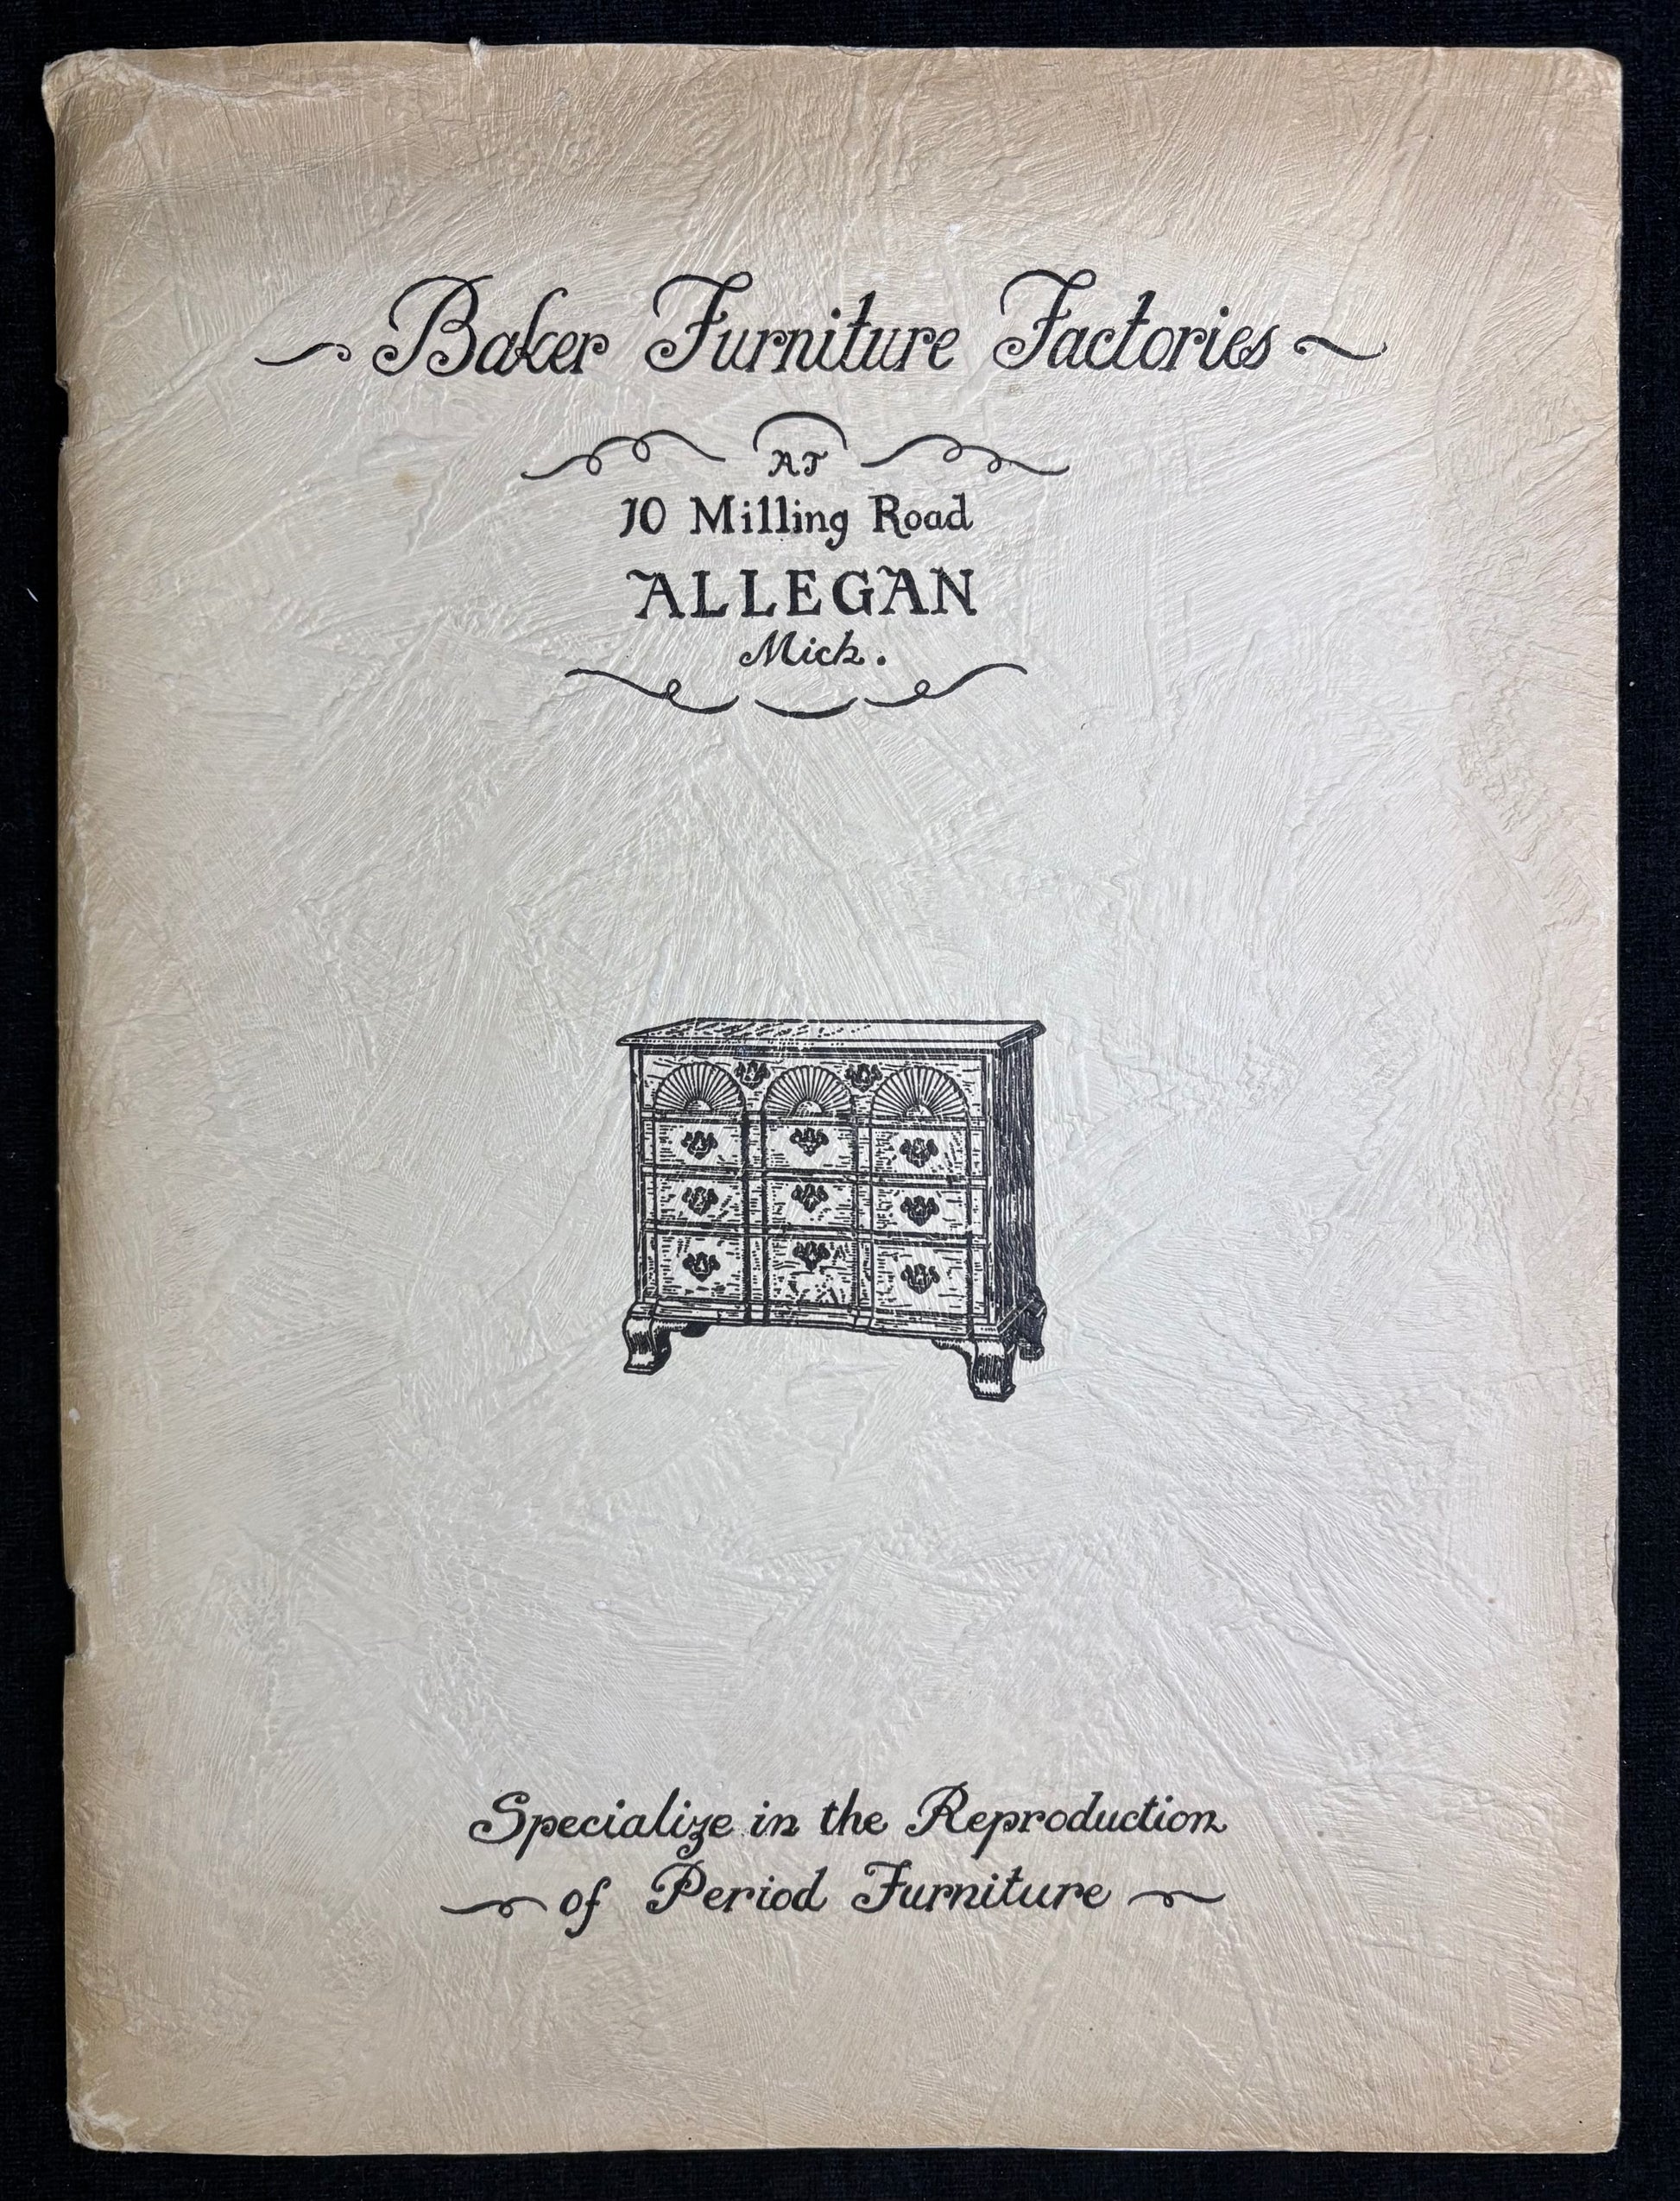 Baker Furniture Factories
AT
10 Milling Road
ALLEGAN
Mich.
Specialize in the Reproduction
of Period Furniture